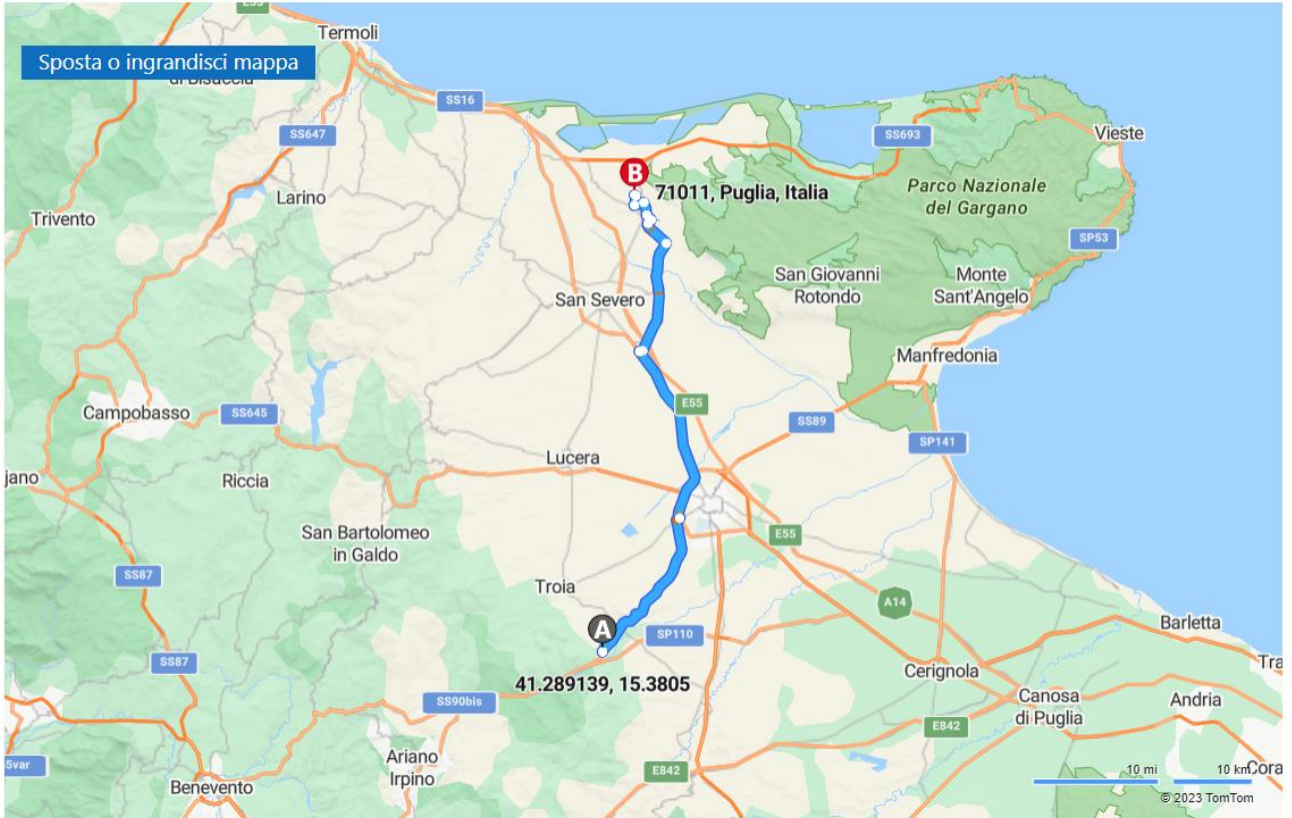 E55
Termoli
Sposta o ingrandisci mappa
di Bisaccia
SS16
SS647
SS693
Vieste
B
71011, Puglia, Italia
Parco Nazionale
del Gargano
Larino
Trivento
SP53
San Giovanni
Rotondo
Monte
Sant'Angelo
San Severo
Manfredonia
E55
Campobasso
SS645
SS89
SP141
Lucera
jano
Riccia
San Bartolomeo
in Galdo
E55
SS87
Troia
A14
A
SP110
Barletta
SS87
Tra
41.289139, 15.3805
Cerignola
SS90bis
Canosa
di Puglia
Andria
E842
Ariano
Irpino
5var
E842
10 mi
10 km
Cora
Benevento
© 2023 TomTom